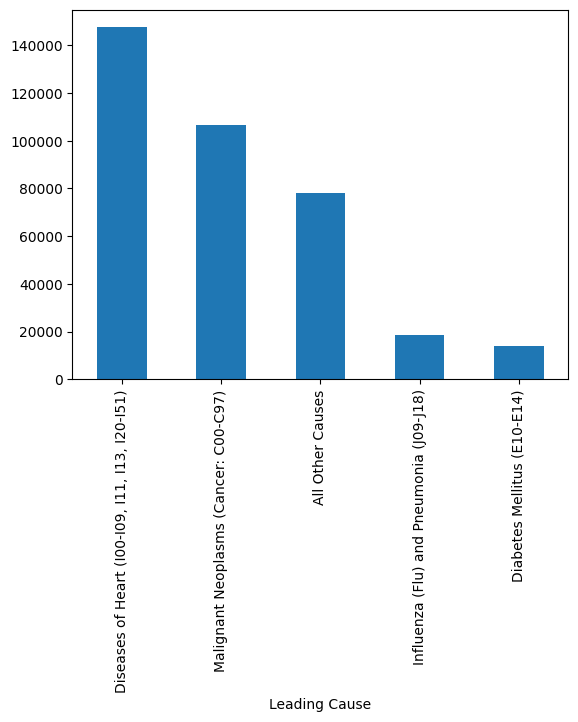 140000
120000
100000
80000
60000
40000
20000
0
Diseases of Heart (I00-I09, I11, I13, I20-I51)
Malignant Neoplasms (Cancer: C00-C97)
All Other Causes
Influenza (Flu) and Pneumonia (J09-J18)
Diabetes Mellitus (E10-E14)
Leading Cause